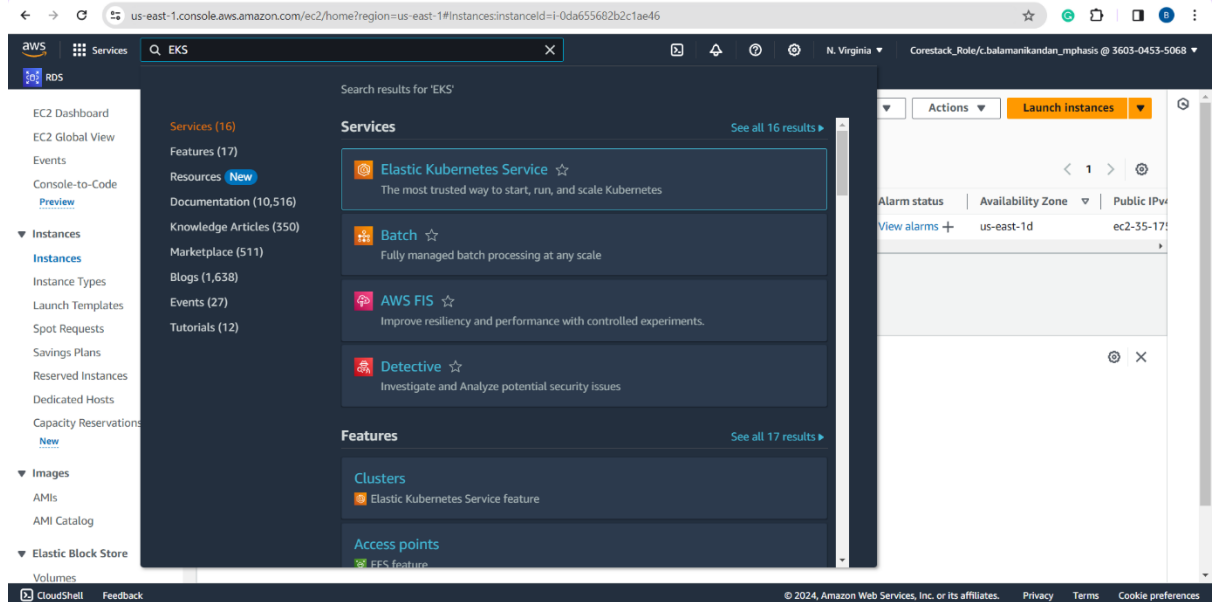 us-east-1.console.aws.amazon.com/ec2/home?region=us-east-1#Instances:instanceId=i-0da655682b2c1ae46
B
aws
Services
EKS
N. Virginia
Corestack_Role/c.balamanikandan_mphasis @ 3603-0453-5068
RDS
EC2 Dashboard
EC2 Global View
Events
Console-to-Code
Preview
Instances
Instances
Instance Types
Launch Templates
Spot Requests
Savings Plans
Reserved Instances
Dedicated Hosts
Capacity Reservations
New
Images
AMIs
AMI Catalog
Elastic Block Store
Volumes
Search results for 'EKS'
Services (16)
Features (17)
Resources New
Documentation (10,516)
Knowledge Articles (350)
Marketplace (511)
Blogs (1,638)
Events (27)
Tutorials (12)
Services
See all 16 results
Elastic Kubernetes Service
The most trusted way to start, run, and scale Kubernetes
Batch
Fully managed batch processing at any scale
AWS FIS
Improve resiliency and performance with controlled experiments.
Detective
Investigate and Analyze potential security issues
Features
See all 17 results
Clusters
Elastic Kubernetes Service feature
Access points
EFS feature
Actions
Launch instances
1
Alarm status
Availability Zone
Public IPv4
View alarms
us-east-1d
ec2-35-175
CloudShell
Feedback
© 2024, Amazon Web Services, Inc. or its affiliates.
Privacy
Terms
Cookie preferences